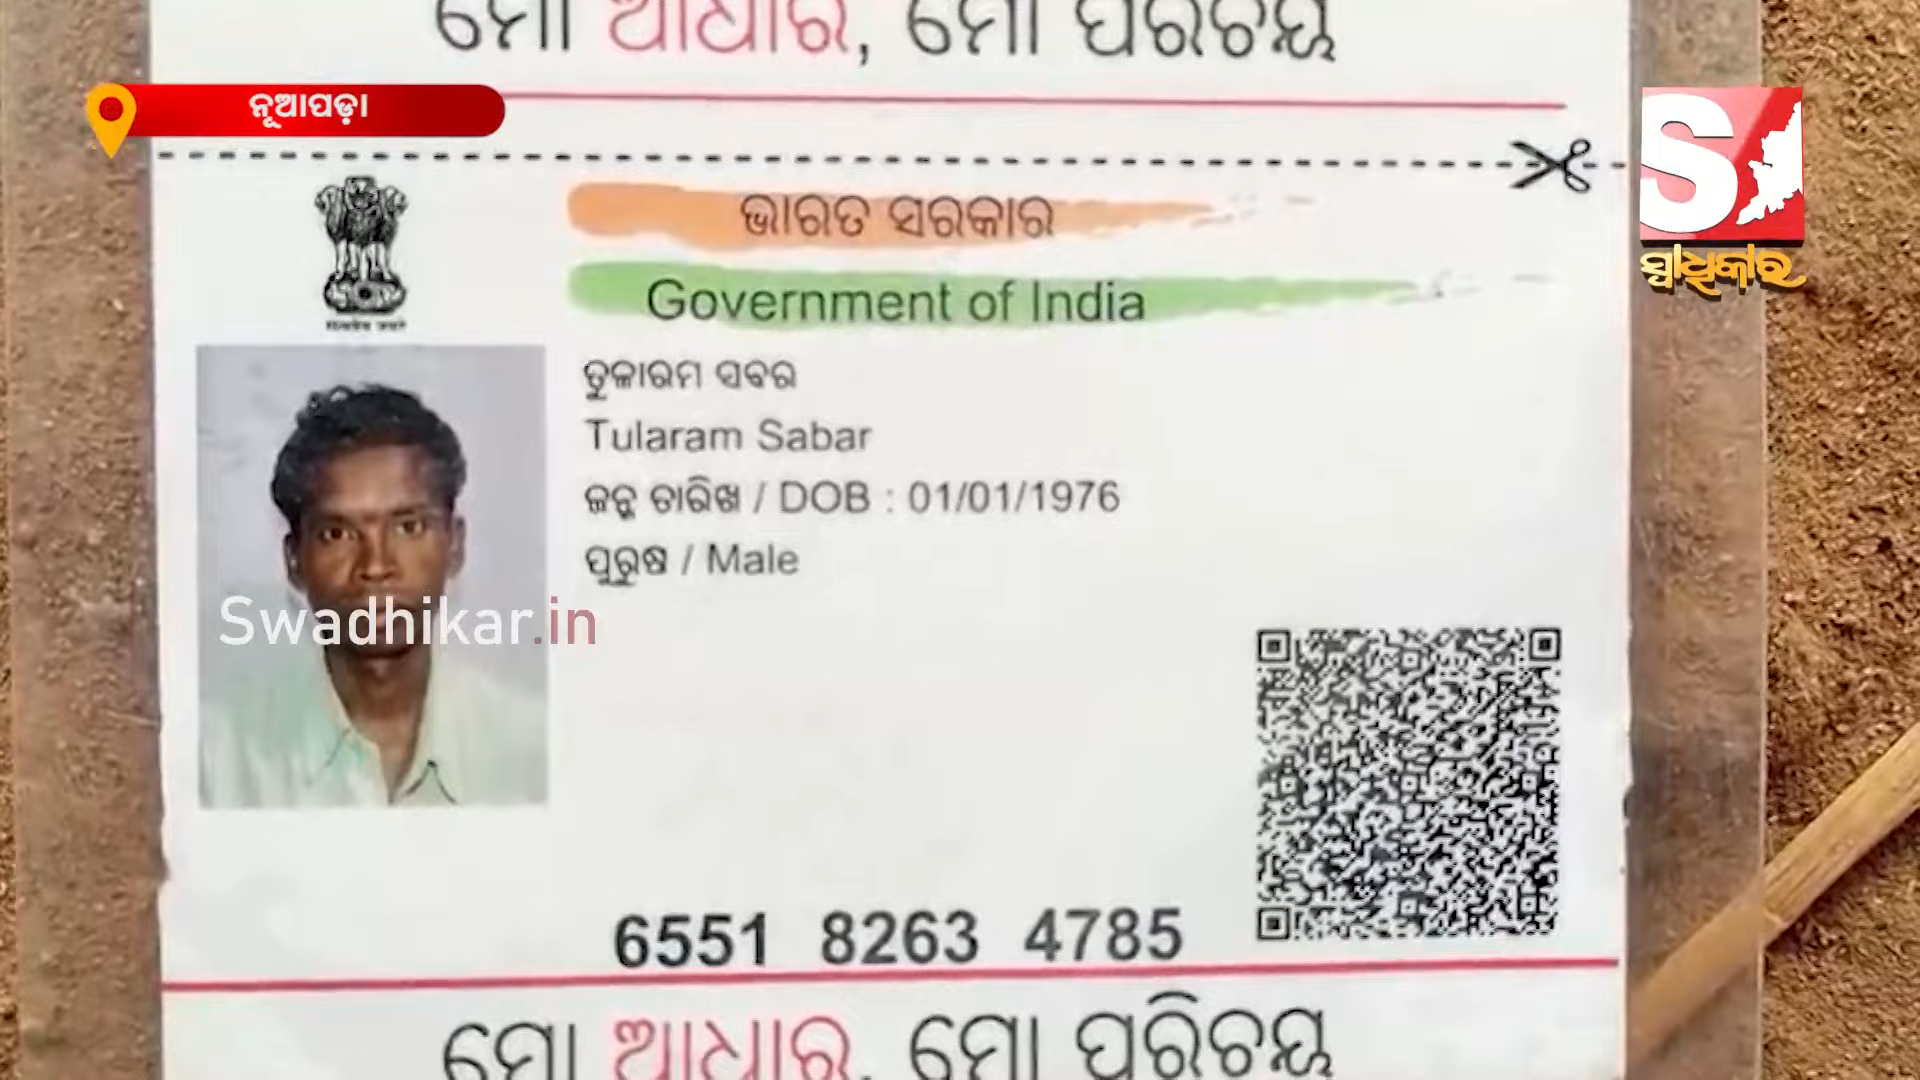 ମୋ ଆଧାର, ମୋ ପରିଚୟ
ନୂଆପଡ଼ା
S
ସ୍ୱାଧିକାର
ଭାରତ ସରକାର
Government of India
ତୁଳାରାମ ସବର
Tularam Sabar
ଜନ୍ମ ତାରିଖ / DOB : 01/01/1976
ପୁରୁଷ / Male
Swadhikar.in
6551 8263 4785
ମୋ ଆଧାର, ମୋ ପରିଚୟ